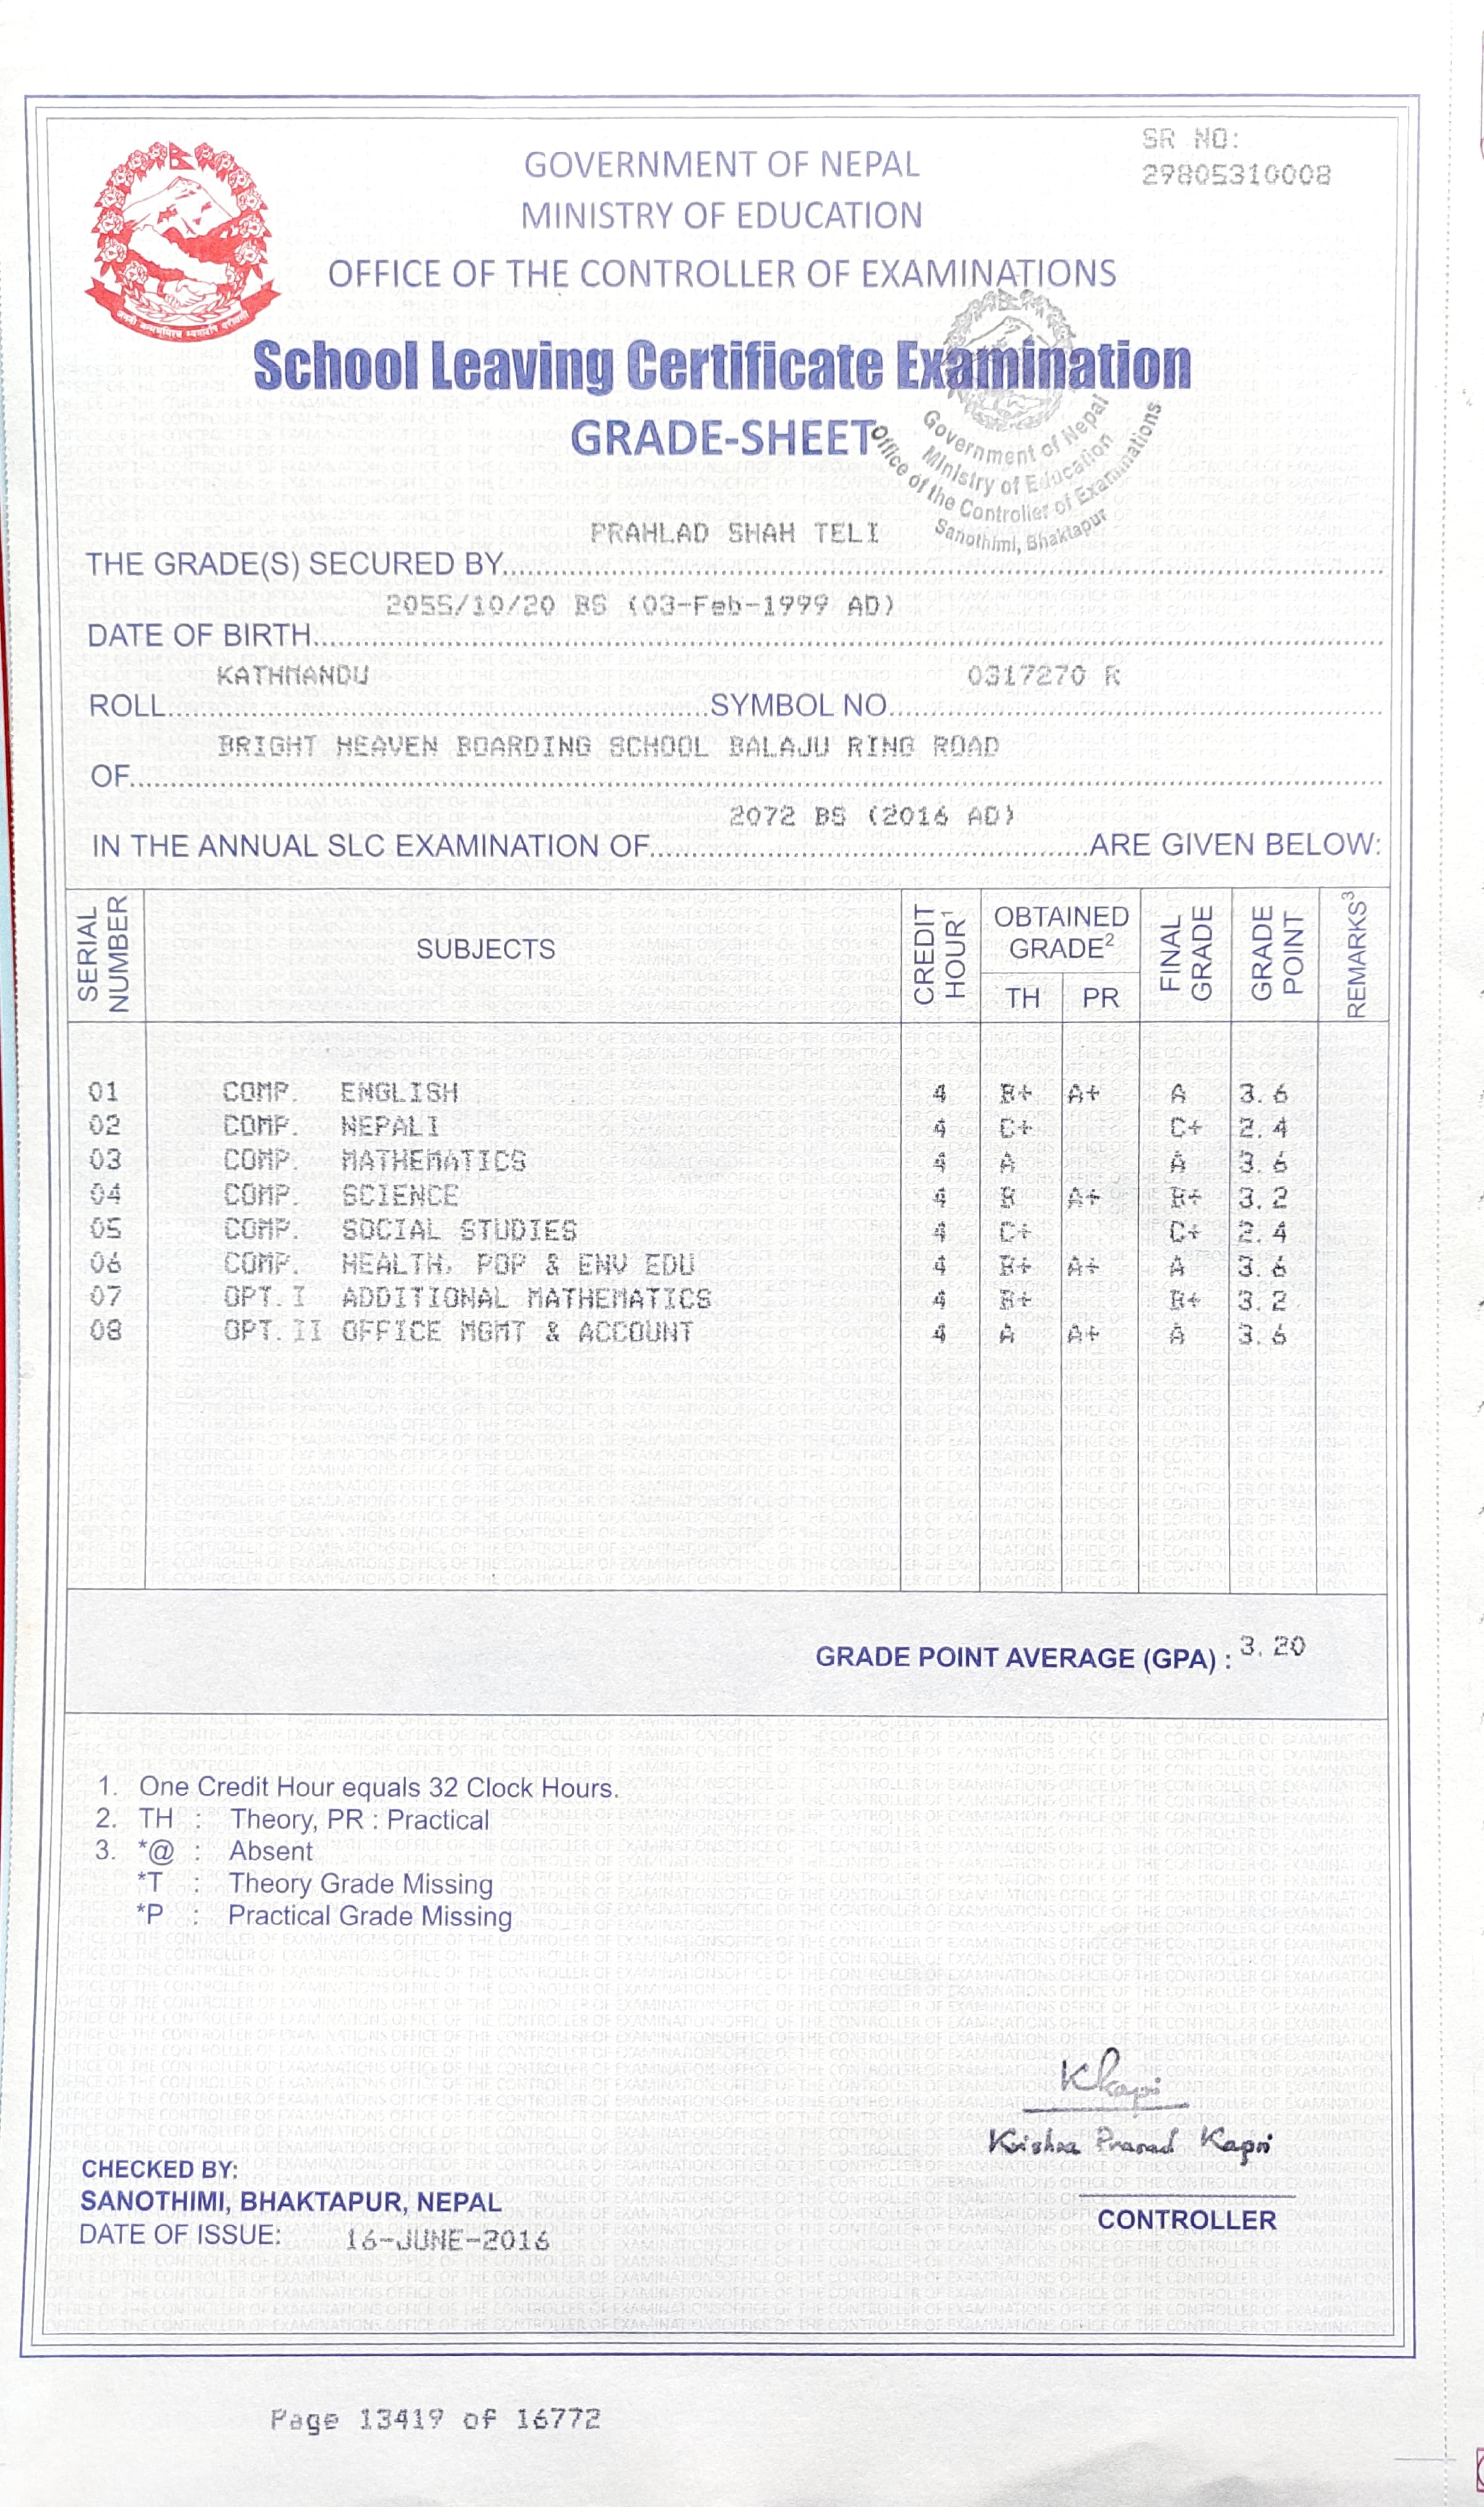 SR NO:
29805310008
GOVERNMENT OF NEPAL
MINISTRY OF EDUCATION
OFFICE OF THE CONTROLLER OF EXAMINATIONS
School Leaving Certificate Examination
GRADE-SHEET
Government of Nepal
Ministry of Education
Office of the Controller of Examinations
Sanothimi, Bhaktapur
PRAHLAD SHAH TELI
THE GRADE(S) SECURED BY
2055/10/20 BS (03-Feb-1999 AD)
DATE OF BIRTH
KATHMANDU 0317270 R
ROLL SYMBOL NO.
BRIGHT HEAVEN BOARDING SCHOOL BALAJU RING ROAD
OF
2072 BS (2016 AD)
IN THE ANNUAL SLC EXAMINATION OF ARE GIVEN BELOW:
SERIAL NUMBER SUBJECTS CREDIT HOUR1 OBTAINED GRADE2 FINAL GRADE GRADE POINT REMARKS3
TH PR
01 COMP. ENGLISH 4 B+ A+ A 3.6
02 COMP. NEPALI 4 C+ C+ 2.4
03 COMP. MATHEMATICS 4 A A 3.6
04 COMP. SCIENCE 4 B A+ B+ 3.2
05 COMP. SOCIAL STUDIES 4 C+ C+ 2.4
06 COMP. HEALTH, POP & ENV EDU 4 B+ A+ A 3.6
07 OPT.I ADDITIONAL MATHEMATICS 4 B+ B+ 3.2
08 OPT.II OFFICE MGMT & ACCOUNT 4 A A+ A 3.6
GRADE POINT AVERAGE (GPA) : 3.20
1. One Credit Hour equals 32 Clock Hours.
2. TH : Theory, PR : Practical
3. *@ : Absent
*T : Theory Grade Missing
*P : Practical Grade Missing
KKapri
Krishna Prasad Kapri
CHECKED BY:
SANOTHIMI, BHAKTAPUR, NEPAL
CONTROLLER
DATE OF ISSUE: 16-JUNE-2016
Page 13419 of 16772